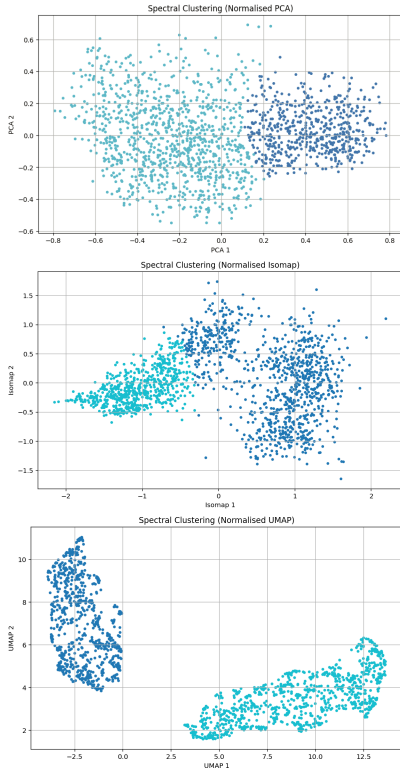 Spectral Clustering (Normalised PCA)
0.6
0.4
0.2
0.0
−0.2
−0.4
−0.6
PCA 2
−0.8 −0.6 −0.4 −0.2 0.0 0.2 0.4 0.6 0.8
PCA 1
Spectral Clustering (Normalised Isomap)
1.5
1.0
0.5
0.0
−0.5
−1.0
−1.5
Isomap 2
−2 −1 0 1 2
Isomap 1
Spectral Clustering (Normalised UMAP)
10
8
6
4
2
UMAP 2
−2.5 0.0 2.5 5.0 7.5 10.0 12.5
UMAP 1